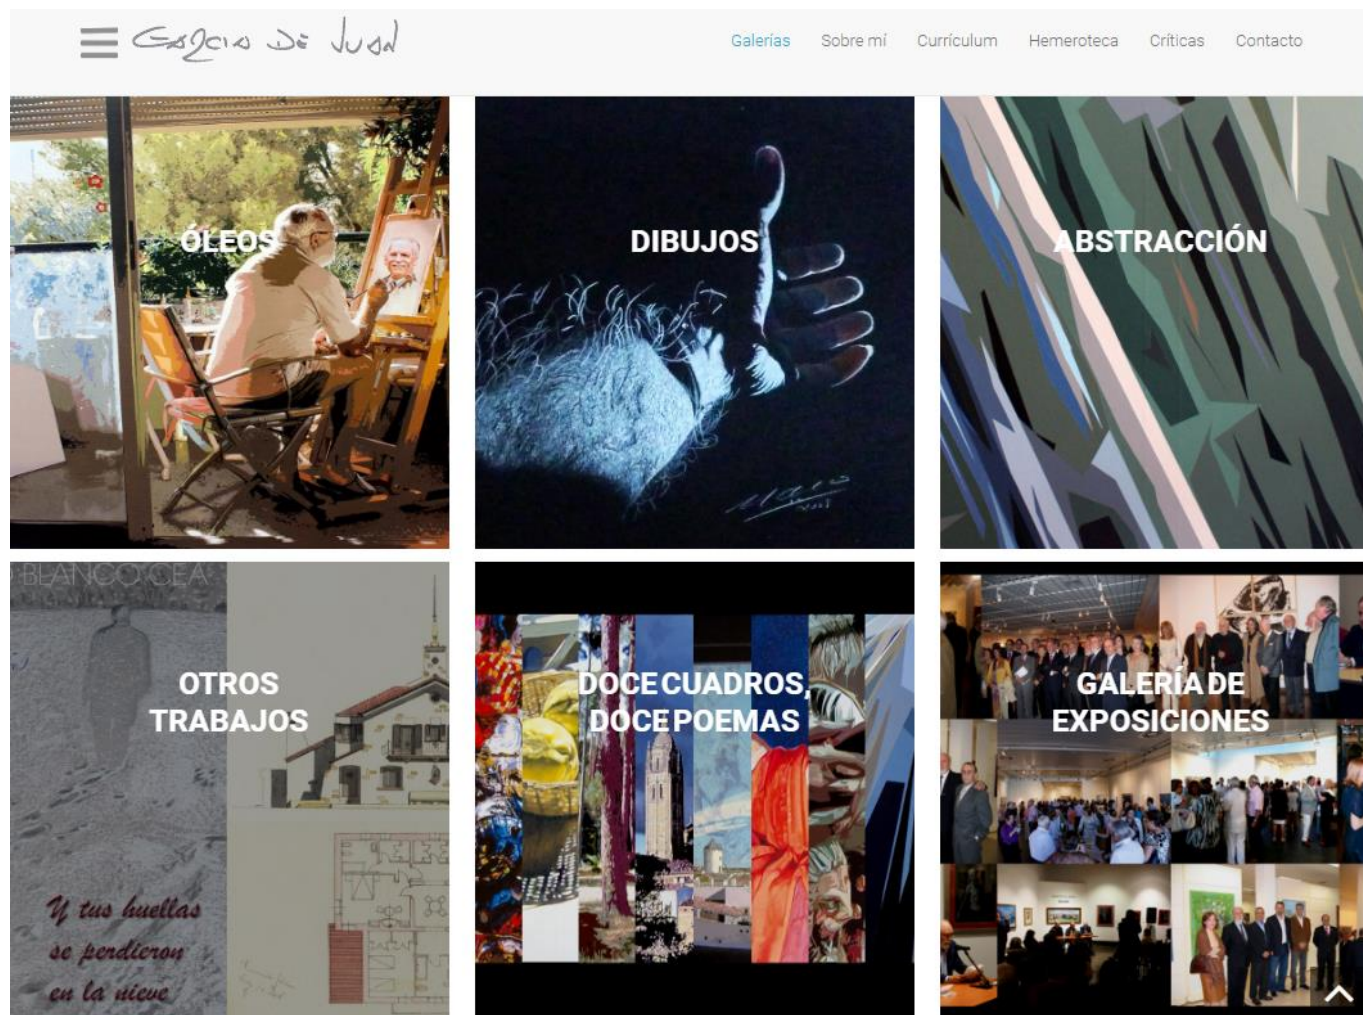 GARCIA DE JUAN
Galerías Sobre mí Currículum Hemeroteca Críticas Contacto
ÓLEOS
DIBUJOS
ABSTRACCIÓN
BLANCO CEA
OTROS
TRABAJOS
Y tus huellas
se perdieron
en la nieve
DOCE CUADROS,
DOCE POEMAS
GALERÍA DE
EXPOSICIONES